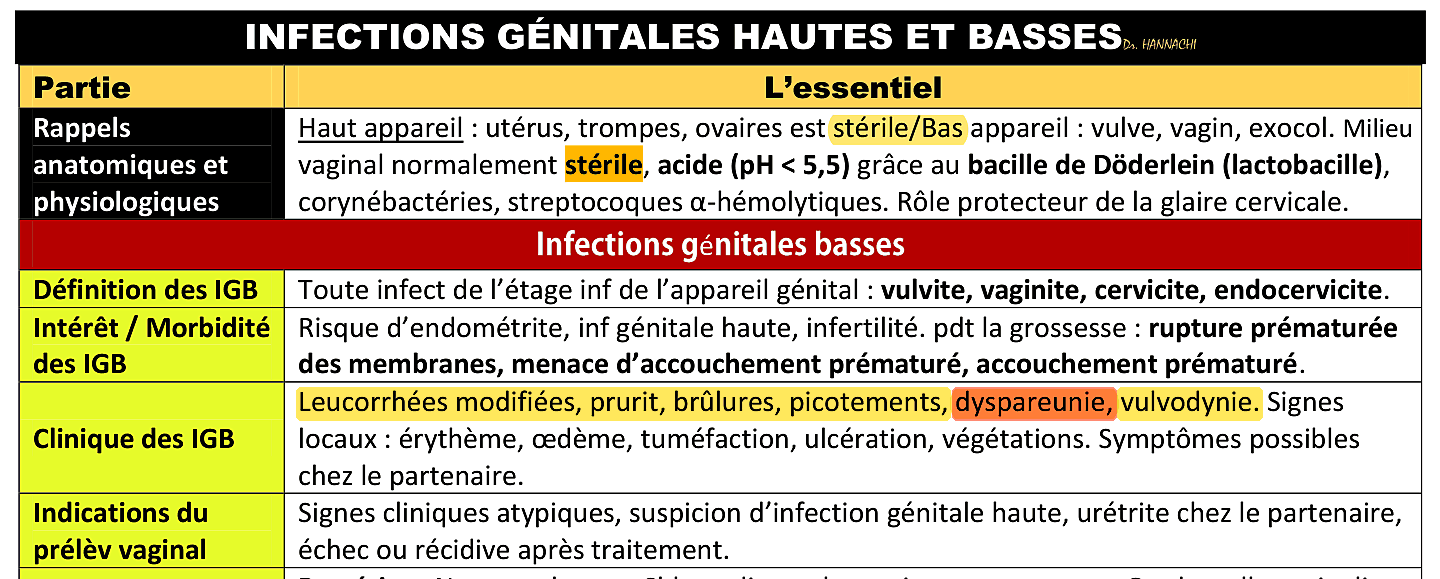 INFECTIONS GÉNITALES HAUTES ET BASSES Dr. HANNACHI
Partie L’essentiel
Rappels anatomiques et physiologiques
Haut appareil : utérus, trompes, ovaires est stérile/Bas appareil : vulve, vagin, exocol. Milieu
vaginal normalement stérile, acide (pH < 5,5) grâce au bacille de Döderlein (lactobacille),
corynébactéries, streptocoques α-hémolytiques. Rôle protecteur de la glaire cervicale.
Infections génitales basses
Définition des IGB
Toute infect de l’étage inf de l’appareil génital : vulvite, vaginite, cervicite, endocervicite.
Intérêt / Morbidité
des IGB
Risque d’endométrite, inf génitale haute, infertilité. pdt la grossesse : rupture prématurée
des membranes, menace d’accouchement prématuré, accouchement prématuré.
Clinique des IGB
Leucorrhées modifiées, prurit, brûlures, picotements, dyspareunie, vulvodynie. Signes
locaux : érythème, œdème, tuméfaction, ulcération, végétations. Symptômes possibles
chez le partenaire.
Indications du
prélèv vaginal
Signes cliniques atypiques, suspicion d’infection génitale haute, urétrite chez le partenaire,
échec ou récidive après traitement.